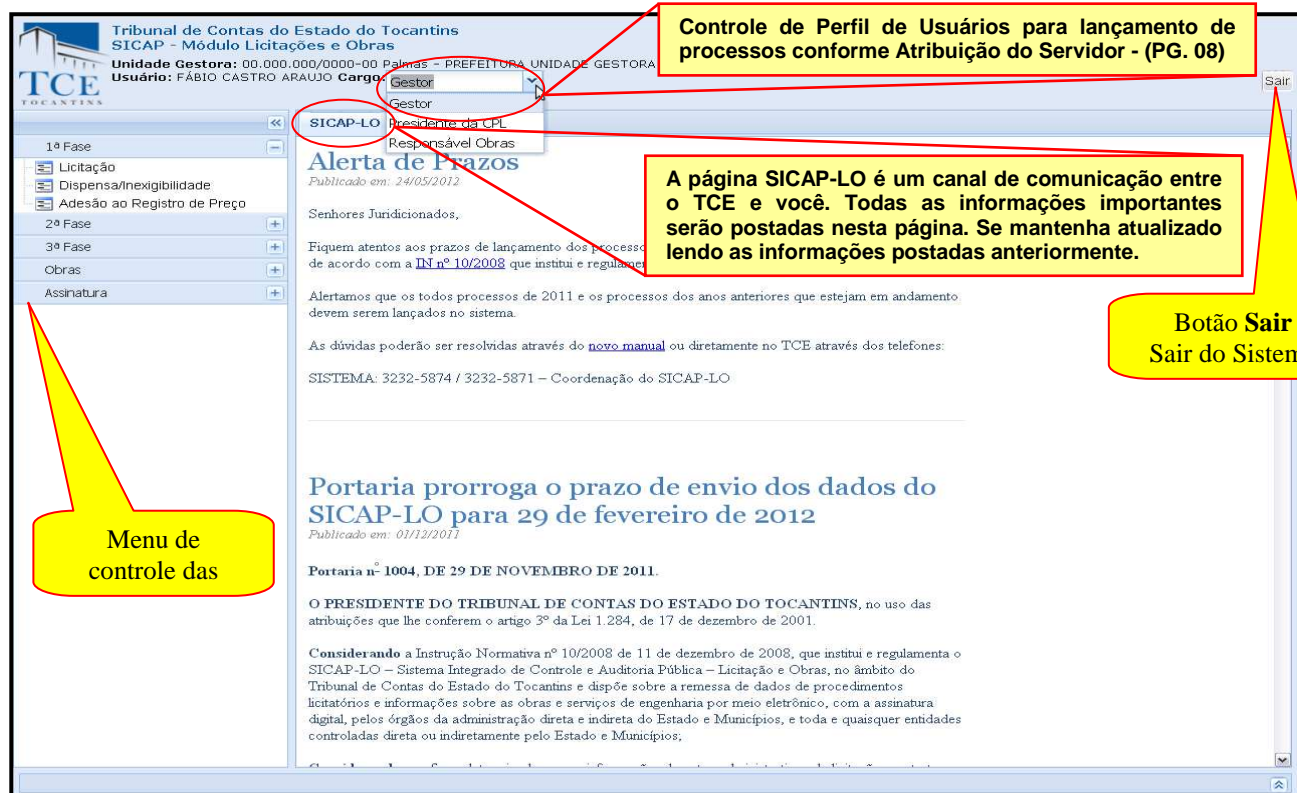 Tribunal de Contas do Estado do Tocantins
SICAP - Módulo Licitações e Obras
Unidade Gestora: 00.000.000/0000-00 Palmas - PREFEITURA UNIDADE GESTORA
Usuário: FÁBIO CASTRO ARAUJO Cargo:
Gestor
Gestor
Presidente da CPL
Responsável Obras
TCE
TOCANTINS
Controle de Perfil de Usuários para lançamento de
processos conforme Atribuição do Servidor - (PG. 08)
Sair
SICAP-LO
1ª Fase
Licitação
Dispensa/Inexigibilidade
Adesão ao Registro de Preço
2ª Fase
3ª Fase
Obras
Assinatura
Alerta de Prazos
Publicado em: 24/05/2012
Senhores Juridicionados,
Fiquem atentos aos prazos de lançamento dos
de acordo com a IN nº 10/2008 que institui e
Alertamos que os todos processos de 2011 e os processos dos anos anteriores que estejam em andamento
devem serem lançados no sistema.
As dúvidas poderão ser resolvidas através do novo manual ou diretamente no TCE através dos telefones:
SISTEMA: 3232-5874 / 3232-5871 – Coordenação do SICAP-LO
A página SICAP-LO é um canal de comunicação entre
o TCE e você. Todas as informações importantes
serão postadas nesta página. Se mantenha atualizado
lendo as informações postadas anteriormente.
Botão Sair
Sair do
Menu de
controle das
Portaria prorroga o prazo de envio dos dados do
SICAP-LO para 29 de fevereiro de 2012
Publicado em: 01/12/2011
Portaria nº 1004, DE 29 DE NOVEMBRO DE 2011.
O PRESIDENTE DO TRIBUNAL DE CONTAS DO ESTADO DO TOCANTINS, no uso das
atribuições que lhe conferem o artigo 3º da Lei 1.284, de 17 de dezembro de 2001.
Considerando a Instrução Normativa nº 10/2008 de 11 de dezembro de 2008, que institui e regulamenta o
SICAP-LO – Sistema Integrado de Controle e Auditoria Pública – Licitação e Obras, no âmbito do
Tribunal de Contas do Estado do Tocantins e dispõe sobre a remessa de dados de procedimentos
licitatórios e informações sobre as obras e serviços de engenharia por meio eletrônico, com a assinatura
digital, pelos órgãos da administração direta e indireta do Estado e Municípios, e toda e quaisquer entidades
controladas direta ou indiretamente pelo Estado e Municípios;